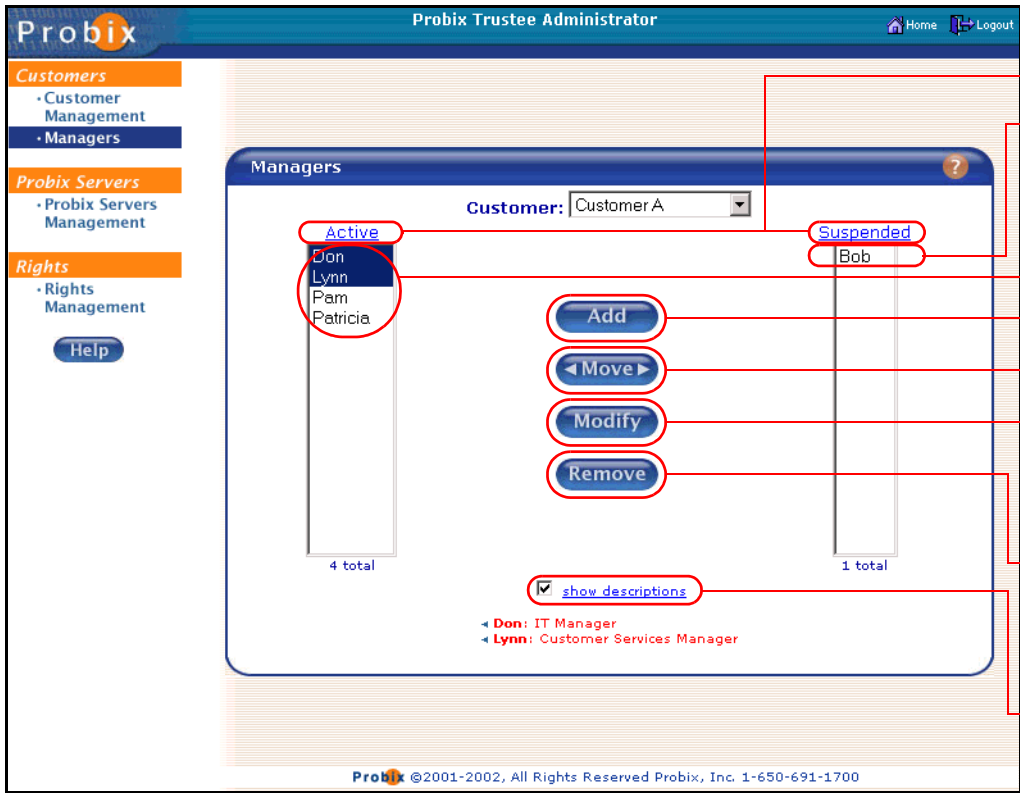 Probix
Probix Trustee Administrator
Home
Logout
Customers
·Customer
Management
·Managers
Probix Servers
·Probix Servers
Management
Rights
·Rights
Management
Help
Managers
?
Customer: Customer A
Active
Suspended
Don
Lynn
Pam
Patricia
Bob
Add
Move
Modify
Remove
4 total
1 total
show descriptions
Don: IT Manager
Lynn: Customer Services Manager
Probix ©2001-2002, All Rights Reserved Probix, Inc. 1-650-691-1700